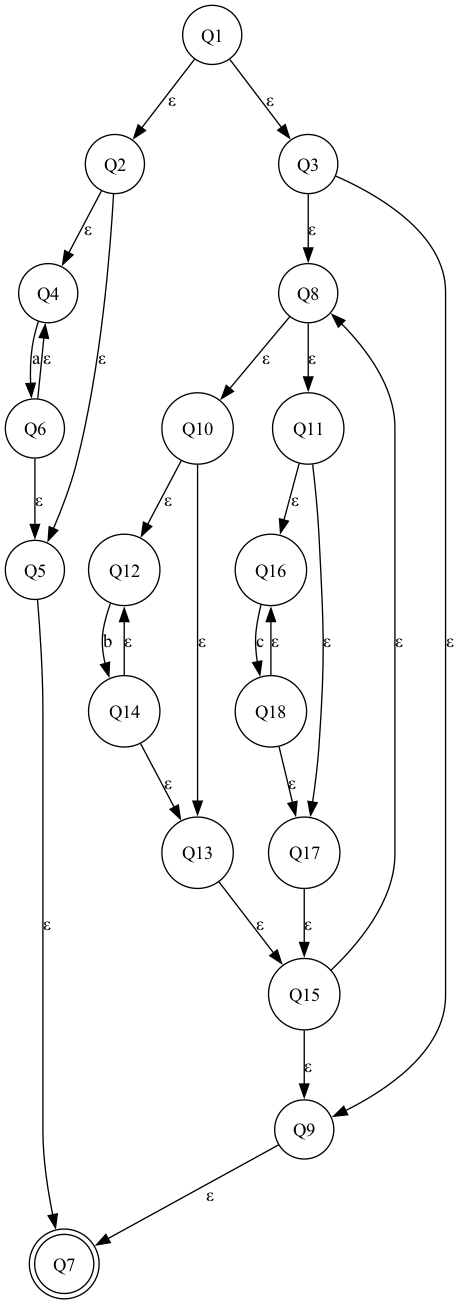 Q1
ε ε
Q2 Q3
ε ε
Q4 Q8
a ε ε ε ε ε
Q6 Q10 Q11
ε ε ε
Q5 Q12 Q16
b ε ε c ε ε ε ε
Q14 Q18
ε ε
Q13 Q17
ε ε ε
Q15
ε
Q9
ε
Q7